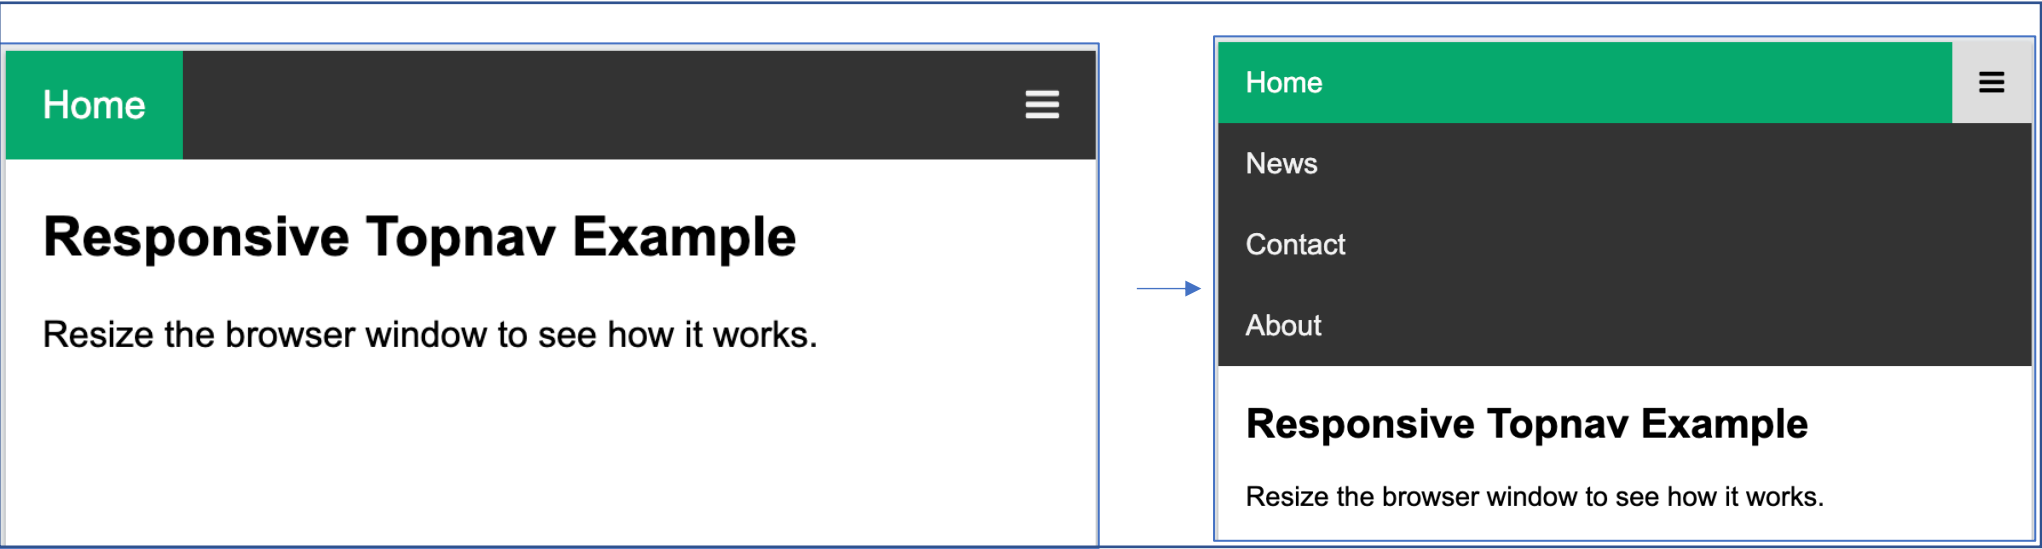 Home
Responsive Topnav Example
Resize the browser window to see how it works.
Home
News
Contact
About
Responsive Topnav Example
Resize the browser window to see how it works.